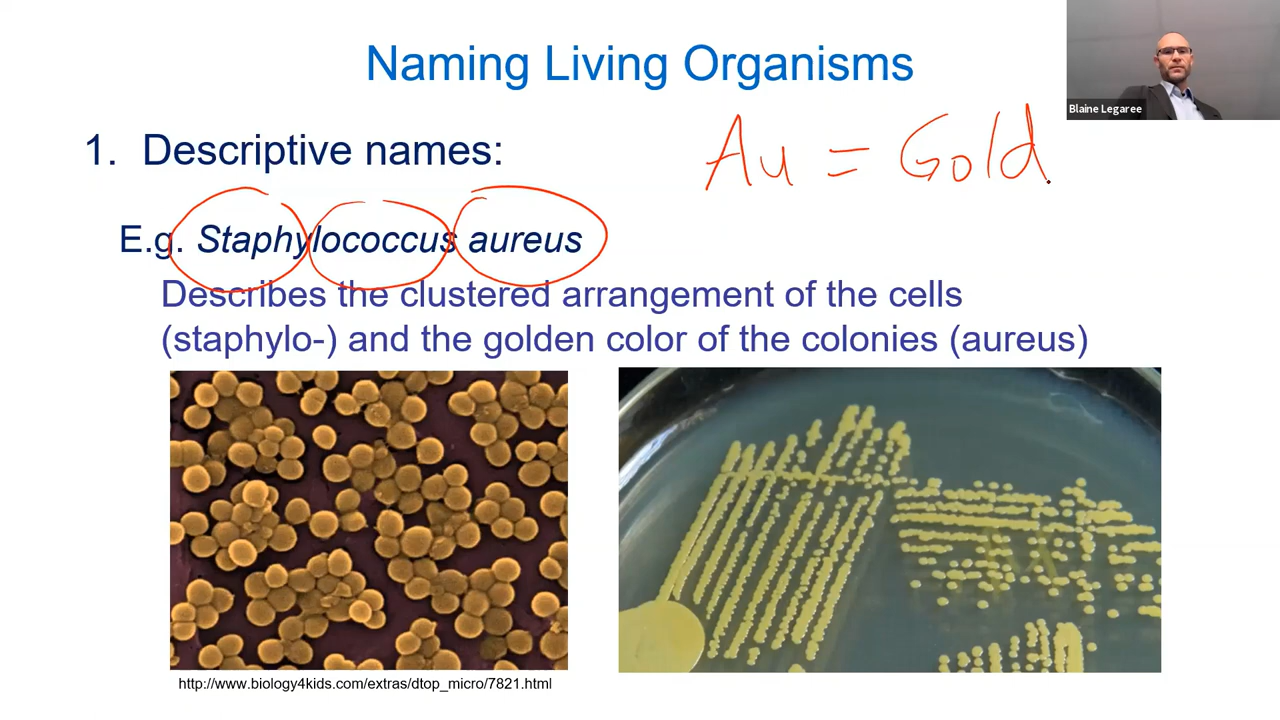 Naming Living Organisms
Blaine Legaree
1. Descriptive names:
Au = Gold
E.g. Staphylococcus aureus
Describes the clustered arrangement of the cells
(staphylo-) and the golden color of the colonies (aureus)
http://www.biology4kids.com/extras/dtop_micro/7821.html